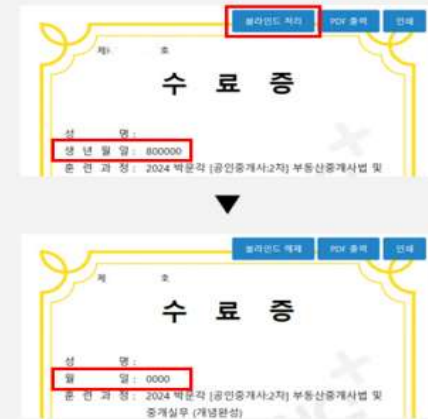 블라인드 처리 PDF 출력 인쇄
제 호
수 료 증
성 명 :
생 년 월 일 : 800000
훈 련 과 정 : 2024 박문각 [공인중개사:2차] 부동산중개사법 및
▼
블라인드 해제 PDF 출력 인쇄
제 호
수 료 증
성 명 :
월 일 : 0000
훈 련 과 정 : 2024 박문각 [공인중개사:2차] 부동산중개사법 및
중개실무 (개념완성)